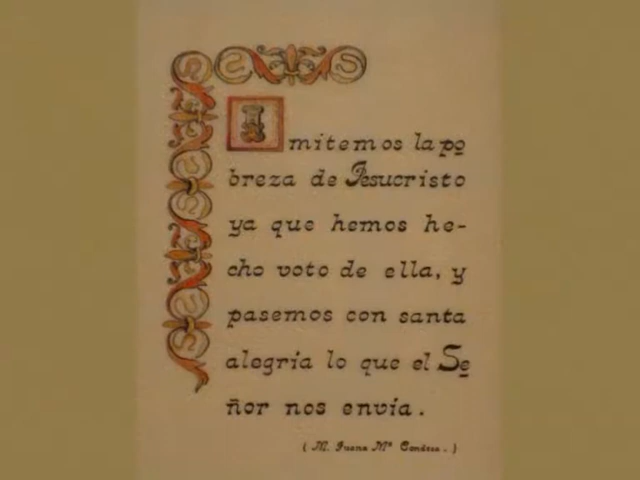 Imitemos la po
breza de Jesucristo
ya que hemos he-
cho voto de ella, y
pasemos con santa
alegría lo que el Se
ñor nos envía.
(M. Juana Mª Condesa.)